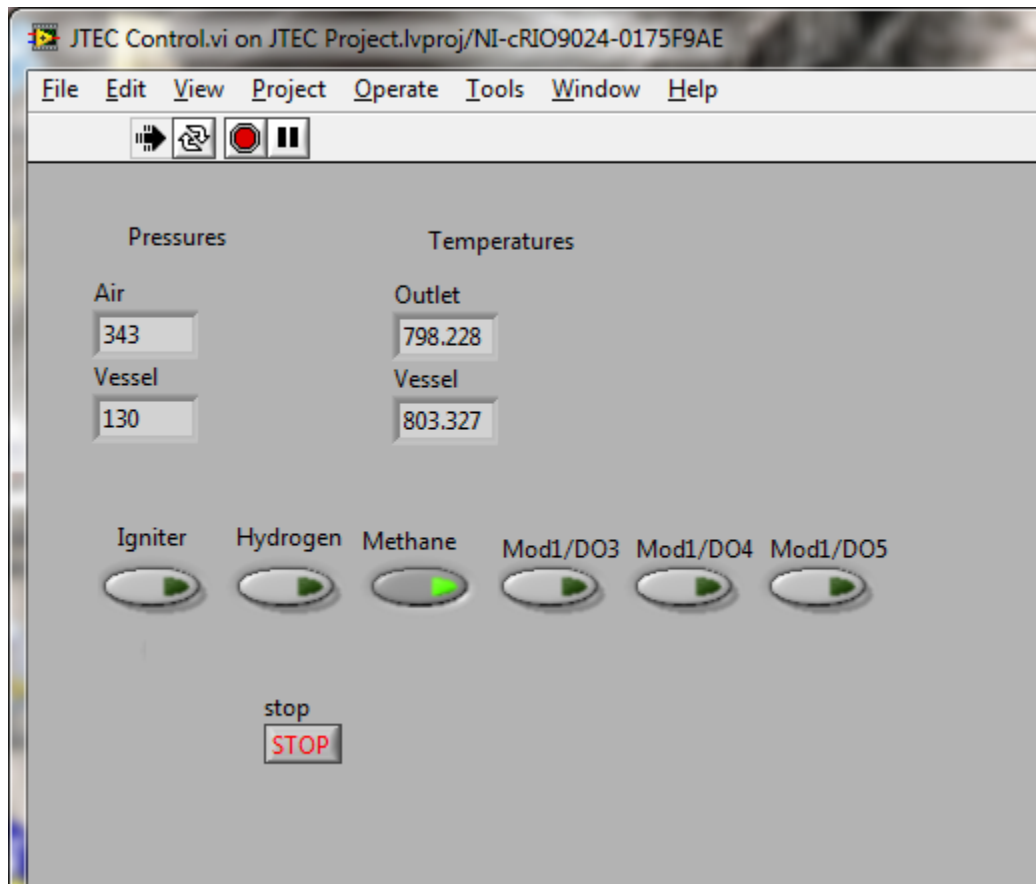 JTEC Control.vi on JTEC Project.lvproj/NI-cRIO9024-0175F9AE
File Edit View Project Operate Tools Window Help
Pressures Temperatures
Air Outlet
343 798.228
Vessel Vessel
130 803.327
Igniter Hydrogen Methane Mod1/DO3 Mod1/DO4 Mod1/DO5
stop
STOP